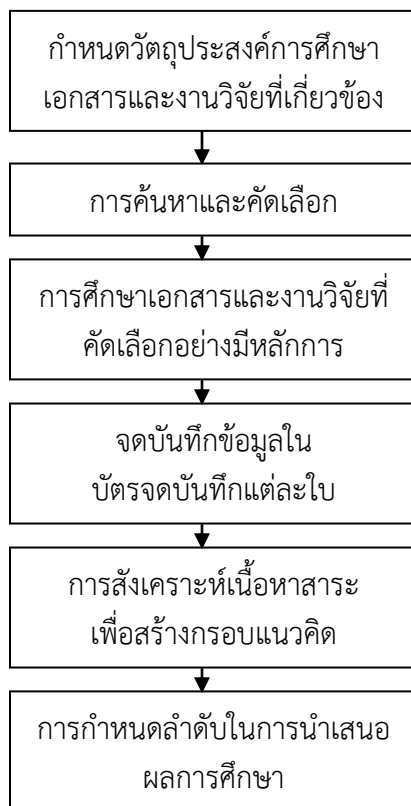 กำหนดวัตถุประสงค์การศึกษา
เอกสารและงานวิจัยที่เกี่ยวข้อง
การค้นหาและคัดเลือก
การศึกษาเอกสารและงานวิจัยที่
คัดเลือกอย่างมีหลักการ
จดบันทึกข้อมูลใน
บัตรจดบันทึกแต่ละใบ
การสังเคราะห์เนื้อหาสาระ
เพื่อสร้างกรอบแนวคิด
การกำหนดลำดับในการนำเสนอ
ผลการศึกษา